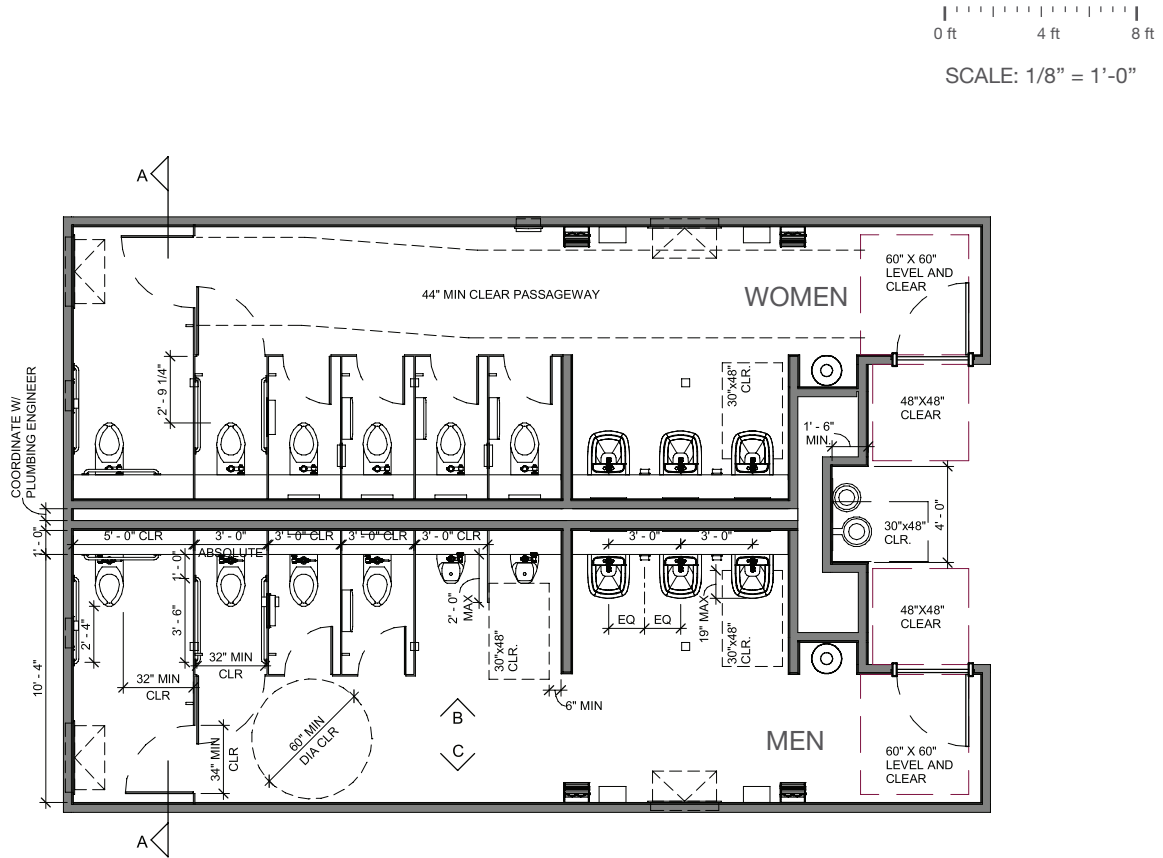 0 ft 4 ft 8 ft
SCALE: 1/8” = 1’-0”
A
60" X 60"
LEVEL AND
CLEAR
44" MIN CLEAR PASSAGEWAY
WOMEN
COORDINATE W/
PLUMBING ENGINEER
2' - 9 1/4"
30"x48"
CLR.
48"X48"
CLEAR
1' - 6"
MIN.
30"x48"
CLR.
4' - 0"
1' - 0"
5' - 0" CLR
3' - 0"
ABSOLUTE
3' - 0" CLR
3' - 0" CLR
3' - 0" CLR
3' - 0"
3' - 0"
1' - 0"
3' - 6"
2' - 4"
2' - 0"
MAX
30"x48"
CLR.
EQ
EQ
19" MAX
30"x48"
CLR.
48"X48"
CLEAR
32" MIN
CLR
32" MIN
CLR
10' - 4"
6" MIN
60" MIN
DIA CLR
34" MIN
CLR
B
C
MEN
60" X 60"
LEVEL AND
CLEAR
A